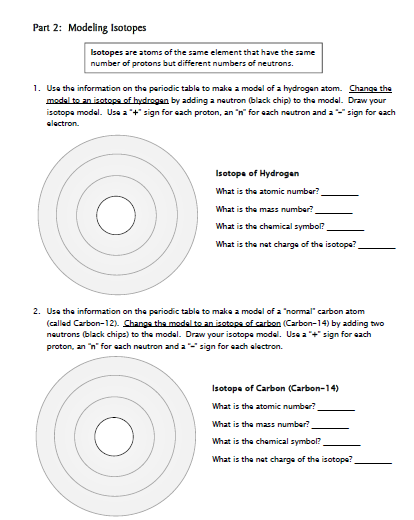 Part 2: Modeling Isotopes
Isotopes are atoms of the same element that have the same
number of protons but different numbers of neutrons.
1. Use the information on the periodic table to make a model of a hydrogen atom. Change the
model to an isotope of hydrogen by adding a neutron (black chip) to the model. Draw your
isotope model. Use a "+" sign for each proton, an "n" for each neutron and a "-" sign for each
electron.
Isotope of Hydrogen
What is the atomic number? ________
What is the mass number? ________
What is the chemical symbol? ________
What is the net charge of the isotope? ________
2. Use the information on the periodic table to make a model of a "normal" carbon atom
(called Carbon-12). Change the model to an isotope of carbon (Carbon-14) by adding two
neutrons (black chips) to the model. Draw your isotope model. Use a "+" sign for each
proton, an "n" for each neutron and a "-" sign for each electron.
Isotope of Carbon (Carbon-14)
What is the atomic number? ________
What is the mass number? ________
What is the chemical symbol? ________
What is the net charge of the isotope? ________